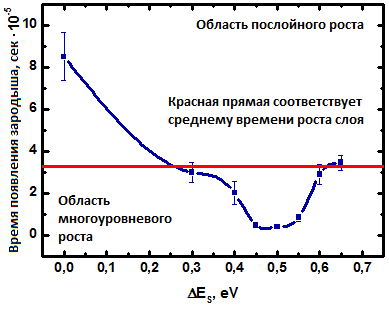 Время появления зародыша, сек · 10⁻⁵
10
8
6
4
2
0
Область послойного роста
Красная прямая соответствует
среднему времени роста слоя
Область
многоуровневого
роста
0,0 0,1 0,2 0,3 0,4 0,5 0,6 0,7
ΔE_S, eV